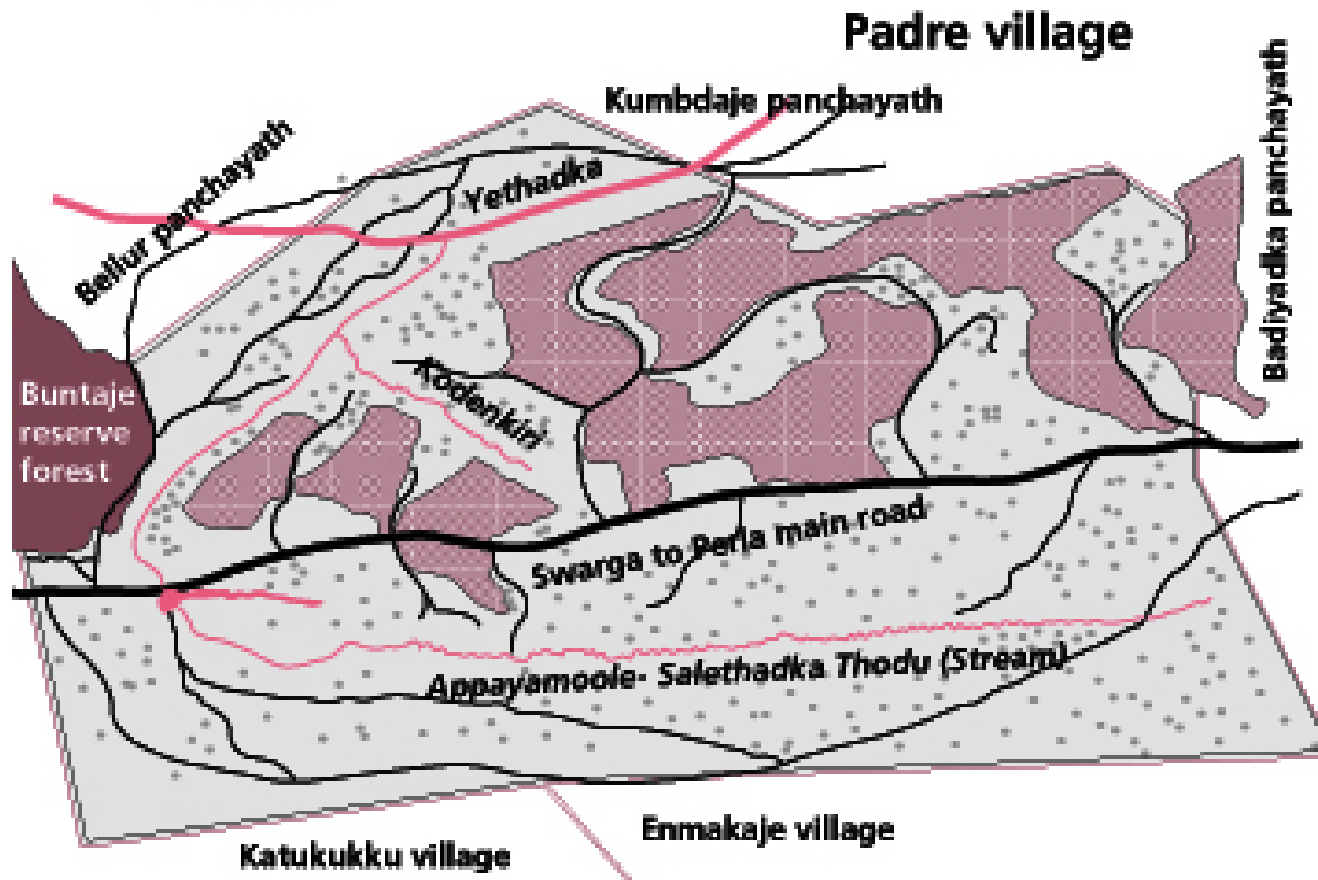 Padre village
Kumbdaje panchayath
Bellur panchayath
Yethadka
Badiyadka panchayath
Buntaje
reserve
forest
Kodenkiri
Swarga to Perla main road
Appayamoole- Salethadka Thodu (Stream)
Enmakaje village
Katukukku village